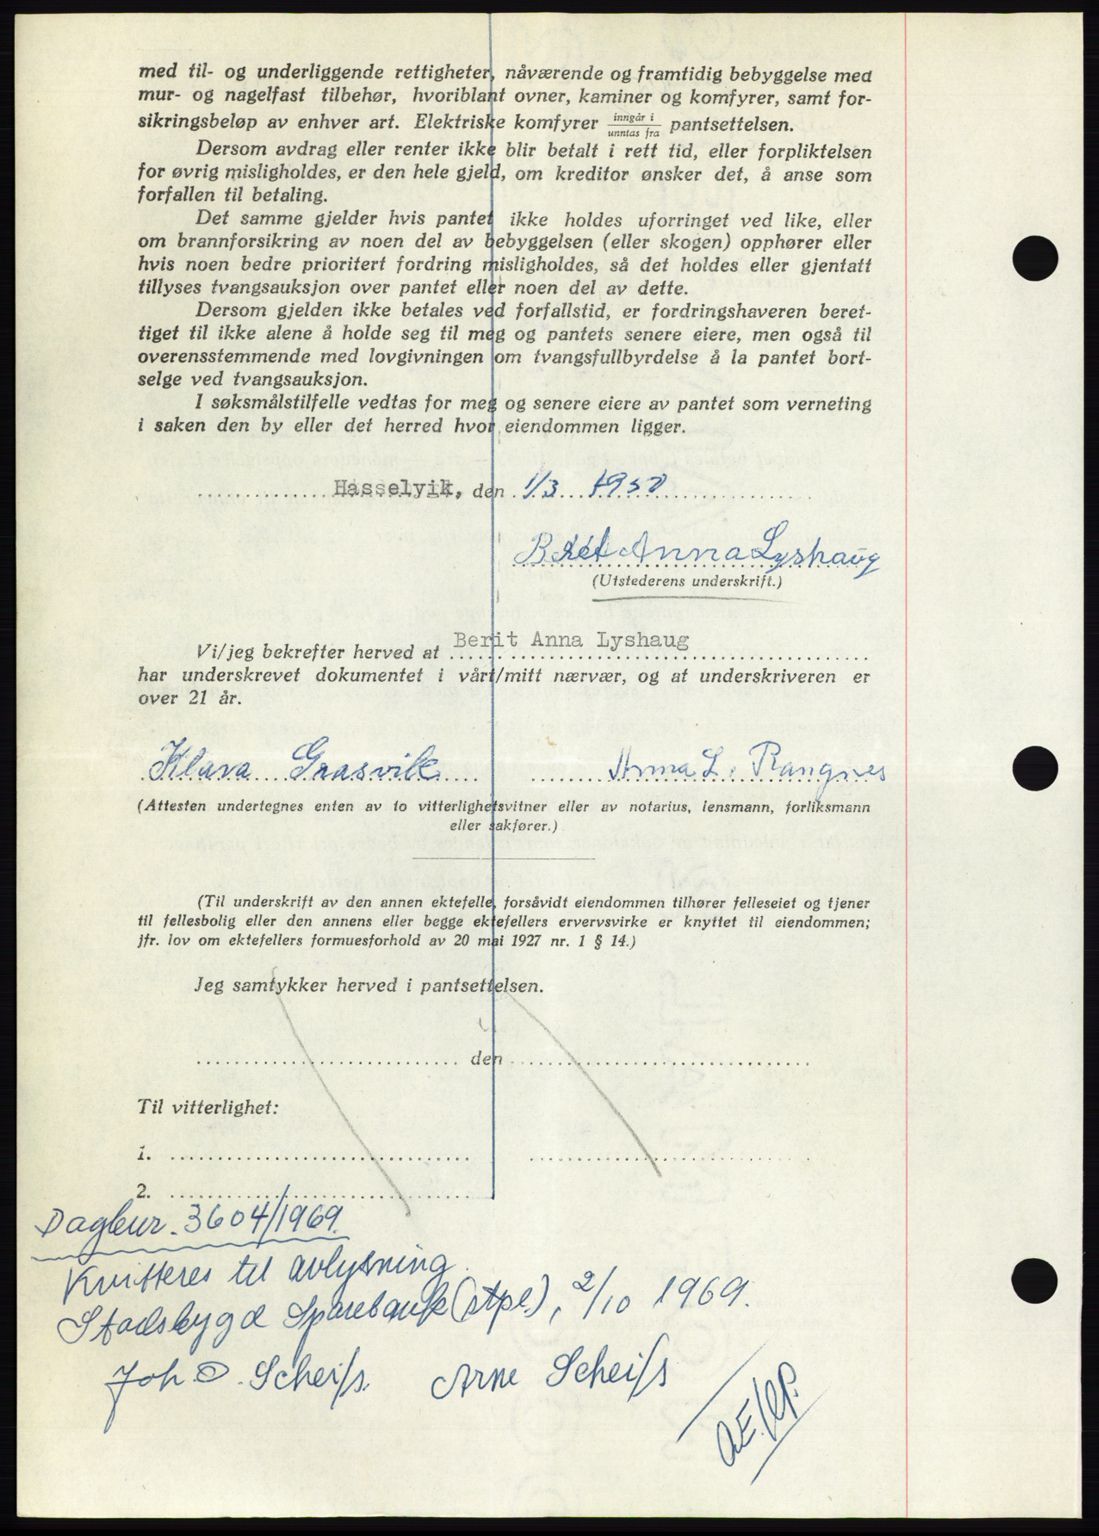 med til- og underliggende rettigheter, nåværende og framtidig bebyggelse med
mur- og nagelfast tilbehør, hvoriblant ovner, kaminer og komfyrer, samt for-
sikringsbeløp av enhver art. Elektriske komfyrer inngår i / unntas fra pantsettelsen.
Dersom avdrag eller renter ikke blir betalt i rett tid, eller forpliktelsen
for øvrig misligholdes, er den hele gjeld, om kreditor ønsker det, å anse som
forfallen til betaling.
Det samme gjelder hvis pantet ikke holdes uforringet ved like, eller
om brannforsikring av noen del av bebyggelsen (eller skogen) opphører eller
hvis noen bedre prioritert fordring misligholdes, så det holdes eller gjentatt
tillyses tvangsauksjon over pantet eller noen del av dette.
Dersom gjelden ikke betales ved forfallstid, er fordringshaveren beret-
tiget til ikke alene å holde seg til meg og pantets senere eiere, men også til
overensstemmende med lovgivningen om tvangsfullbyrdelse å la pantet bort-
selge ved tvangsauksjon.
I søksmålstilfelle vedtas for meg og senere eiere av pantet som verneting
i saken den by eller det herred hvor eiendommen ligger.
Hasselvik, den 1/3 1950
Berit Anna Lyshaug
(Utstederens underskrift.)
Vi/jeg bekrefter herved at Berit Anna Lyshaug
har underskrevet dokumentet i vårt/mitt nærvær, og at underskriveren er
over 21 år.
Klara Grasvik Anna L. Rangnes
(Attesten undertegnes enten av to vitterlighetsvitner eller av notarius, lensmann, forliksmann
eller sakfører.)
(Til underskrift av den annen ektefelle, forsåvidt eiendommen tilhører felleseiet og tjener
til fellesbolig eller den annens eller begge ektefellers ervervsvirke er knyttet til eiendommen;
jfr. lov om ektefellers formuesforhold av 20 mai 1927 nr. 1 § 14.)
Jeg samtykker herved i pantsettelsen.
den
Til vitterlighet:
1.
2.
Dagbnr. 3604/1969.
Kvitteres til avlysning.
Stadsbygd Sparebank (stpl.), 2/10 1969.
Joh O. Schei/s. Arne Schei/s